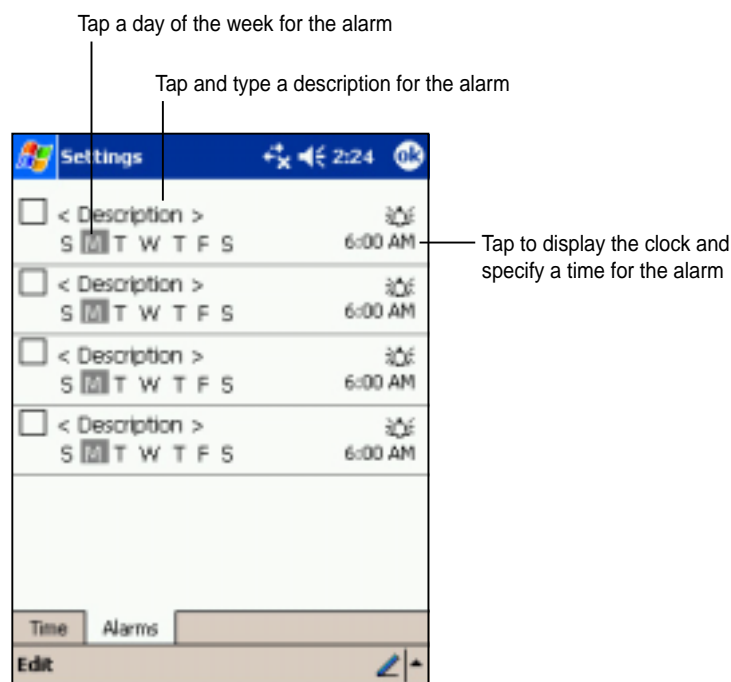 Tap a day of the week for the alarm
Tap and type a description for the alarm
Settings 2:24 ok
< Description >
S M T W T F S 6:00 AM
Tap to display the clock and
specify a time for the alarm
< Description >
S M T W T F S 6:00 AM
< Description >
S M T W T F S 6:00 AM
< Description >
S M T W T F S 6:00 AM
Time Alarms
Edit